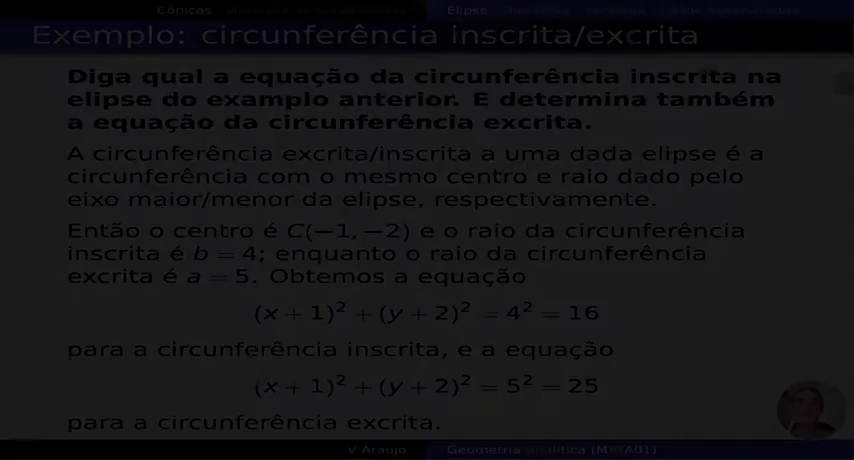 Cônicas Elipse
Exemplo: circunferência inscrita/excrita
Diga qual a equação da circunferência inscrita na
elipse do exemplo anterior. E determina também
a equação da circunferência excrita.
A circunferência excrita/inscrita a uma dada elipse é a
circunferência com o mesmo centro e raio dado pelo
eixo maior/menor da elipse, respectivamente.
Então o centro é C(−1, −2) e o raio da circunferência
inscrita é b = 4; enquanto o raio da circunferência
excrita é a = 5. Obtemos a equação
(x + 1)² + (y + 2)² = 4² = 16
para a circunferência inscrita, e a equação
(x + 1)² + (y + 2)² = 5² = 25
para a circunferência excrita.
V Araujo Geometria Analítica (MATA01)